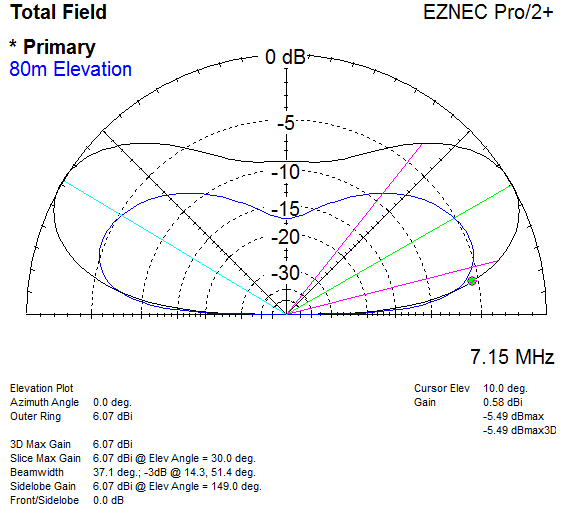 Total Field
EZNEC Pro/2+
* Primary
80m Elevation
0 dB
-5
-10
-15
-20
-30
7.15 MHz
Elevation Plot
Cursor Elev 10.0 deg.
Azimuth Angle 0.0 deg.
Gain 0.58 dBi
Outer Ring 6.07 dBi
-5.49 dBmax
-5.49 dBmax3D
3D Max Gain 6.07 dBi
Slice Max Gain 6.07 dBi @ Elev Angle = 30.0 deg.
Beamwidth 37.1 deg.; -3dB @ 14.3, 51.4 deg.
Sidelobe Gain 6.07 dBi @ Elev Angle = 149.0 deg.
Front/Sidelobe 0.0 dB